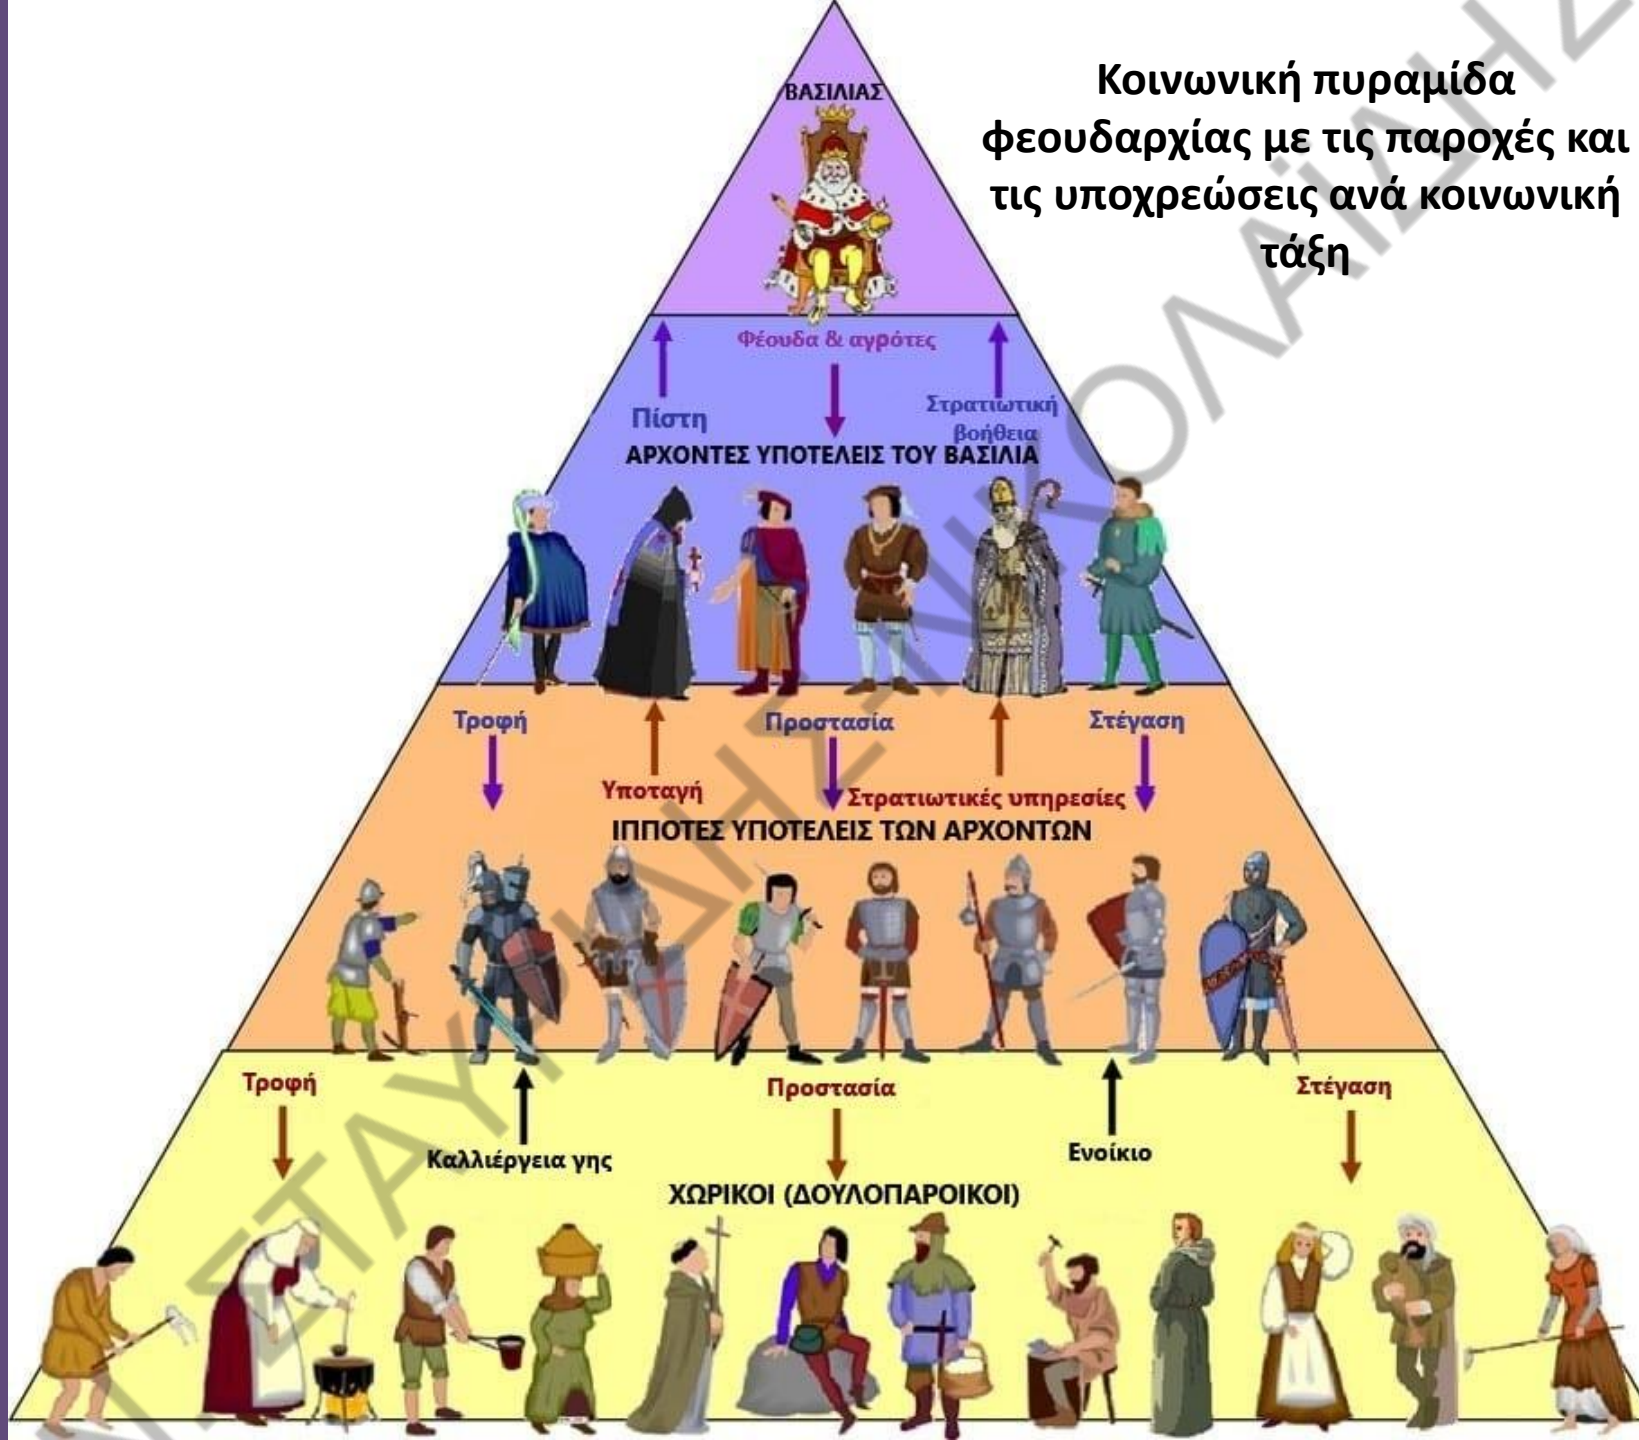 Κοινωνική πυραμίδα
φεουδαρχίας με τις παροχές και
τις υποχρεώσεις ανά κοινωνική
τάξη
ΒΑΣΙΛΙΑΣ
Φέουδα & αγρότες
Πίστη
Στρατιωτική
βοήθεια
ΑΡΧΟΝΤΕΣ ΥΠΟΤΕΛΕΙΣ ΤΟΥ ΒΑΣΙΛΙΑ
Τροφή
Προστασία
Στέγαση
Υποταγή
Στρατιωτικές υπηρεσίες
ΙΠΠΟΤΕΣ ΥΠΟΤΕΛΕΙΣ ΤΩΝ ΑΡΧΟΝΤΩΝ
Τροφή
Προστασία
Στέγαση
Καλλιέργεια γης
Ενοίκιο
ΧΩΡΙΚΟΙ (ΔΟΥΛΟΠΑΡΟΙΚΟΙ)